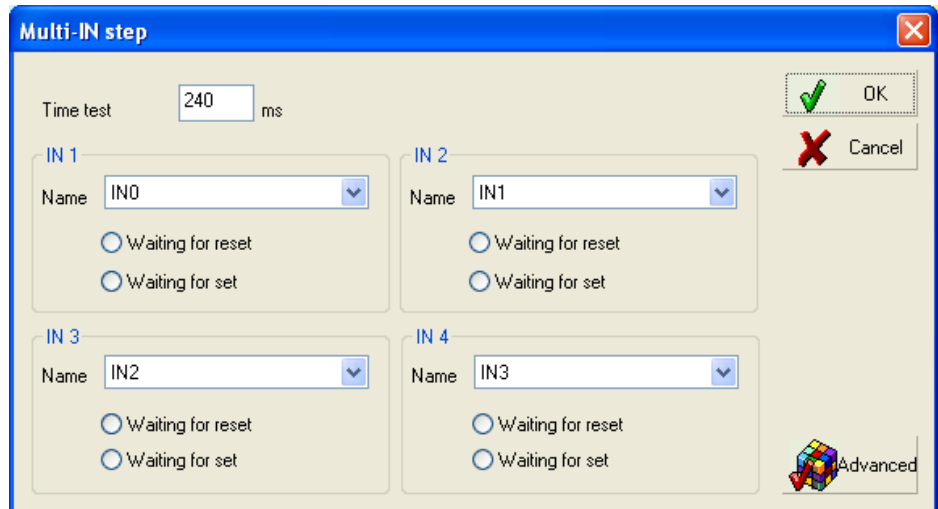 Multi-IN step
Time test 240 ms
OK
Cancel
IN 1
Name IN0
Waiting for reset
Waiting for set
IN 2
Name IN1
Waiting for reset
Waiting for set
IN 3
Name IN2
Waiting for reset
Waiting for set
IN 4
Name IN3
Waiting for reset
Waiting for set
Advanced